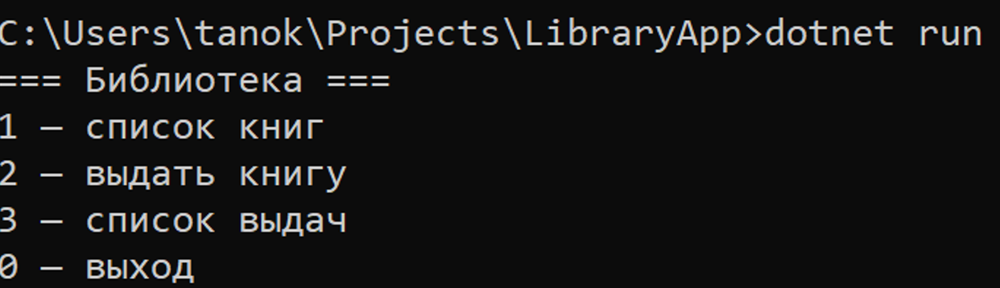 C:\Users\tanok\Projects\LibraryApp>dotnet run
=== Библиотека ===
1 — список книг
2 — выдать книгу
3 — список выдач
0 — выход